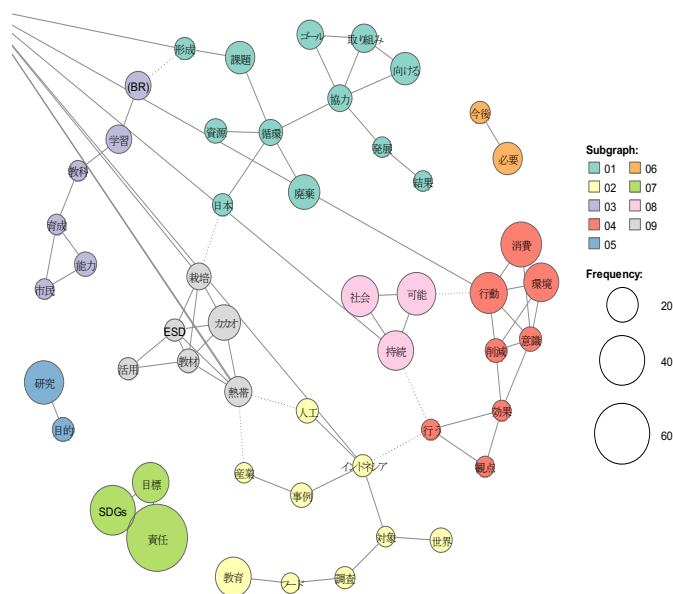 ゴール
取り組み
形成
課題
向ける
(BR)
協力
今後
資源
循環
学習
発展
必要
教科
結果
廃棄
日本
育成
能力
市民
消費
栽培
社会
可能
行動
環境
ESD
カカオ
意識
持続
削減
活用
教材
研究
熱帯
人工
効果
目的
行う
インドネシア
観点
産業
目標
事例
SDGs
責任
対象
世界
教育
フード
調査
Subgraph:
01
06
02
07
03
08
04
09
05
Frequency:
20
40
60